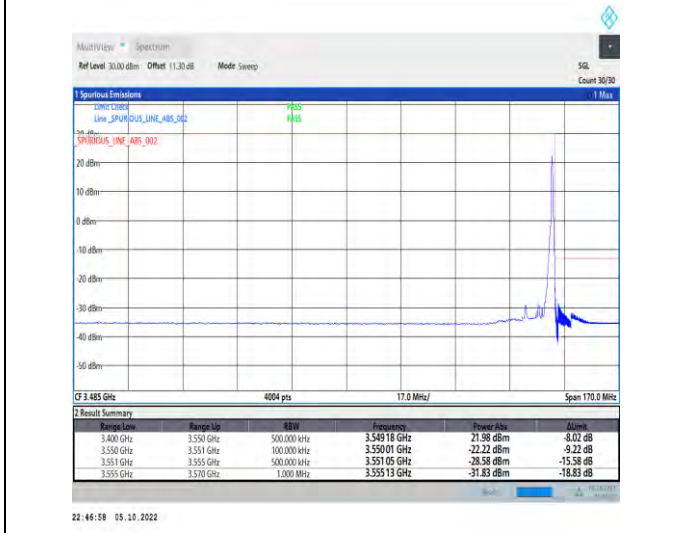 MultiView Spectrum
Ref Level 30.00 dBm Offset 11.30 dB Mode Sweep SGL
Count 30/30
1 Spurious Emissions 1 Max
Limit Check PASS
Line _SPURIOUS_LINE_ABS_002 PASS
_SPURIOUS_LINE_ABS_002
20 dBm
10 dBm
0 dBm
-10 dBm
-20 dBm
-30 dBm
-40 dBm
-50 dBm
CF 3.485 GHz 4004 pts 17.0 MHz/ Span 170.0 MHz
2 Result Summary
Range Low Range Up RBW Frequency Power Abs ΔLimit
3.400 GHz 3.550 GHz 500.000 kHz 3.549 18 GHz 21.98 dBm -8.02 dB
3.550 GHz 3.551 GHz 100.000 kHz 3.550 01 GHz -22.22 dBm -9.22 dB
3.551 GHz 3.555 GHz 500.000 kHz 3.551 05 GHz -28.58 dBm -15.58 dB
3.555 GHz 3.570 GHz 1.000 MHz 3.555 13 GHz -31.83 dBm -18.83 dB
22:46:58 05.10.2022